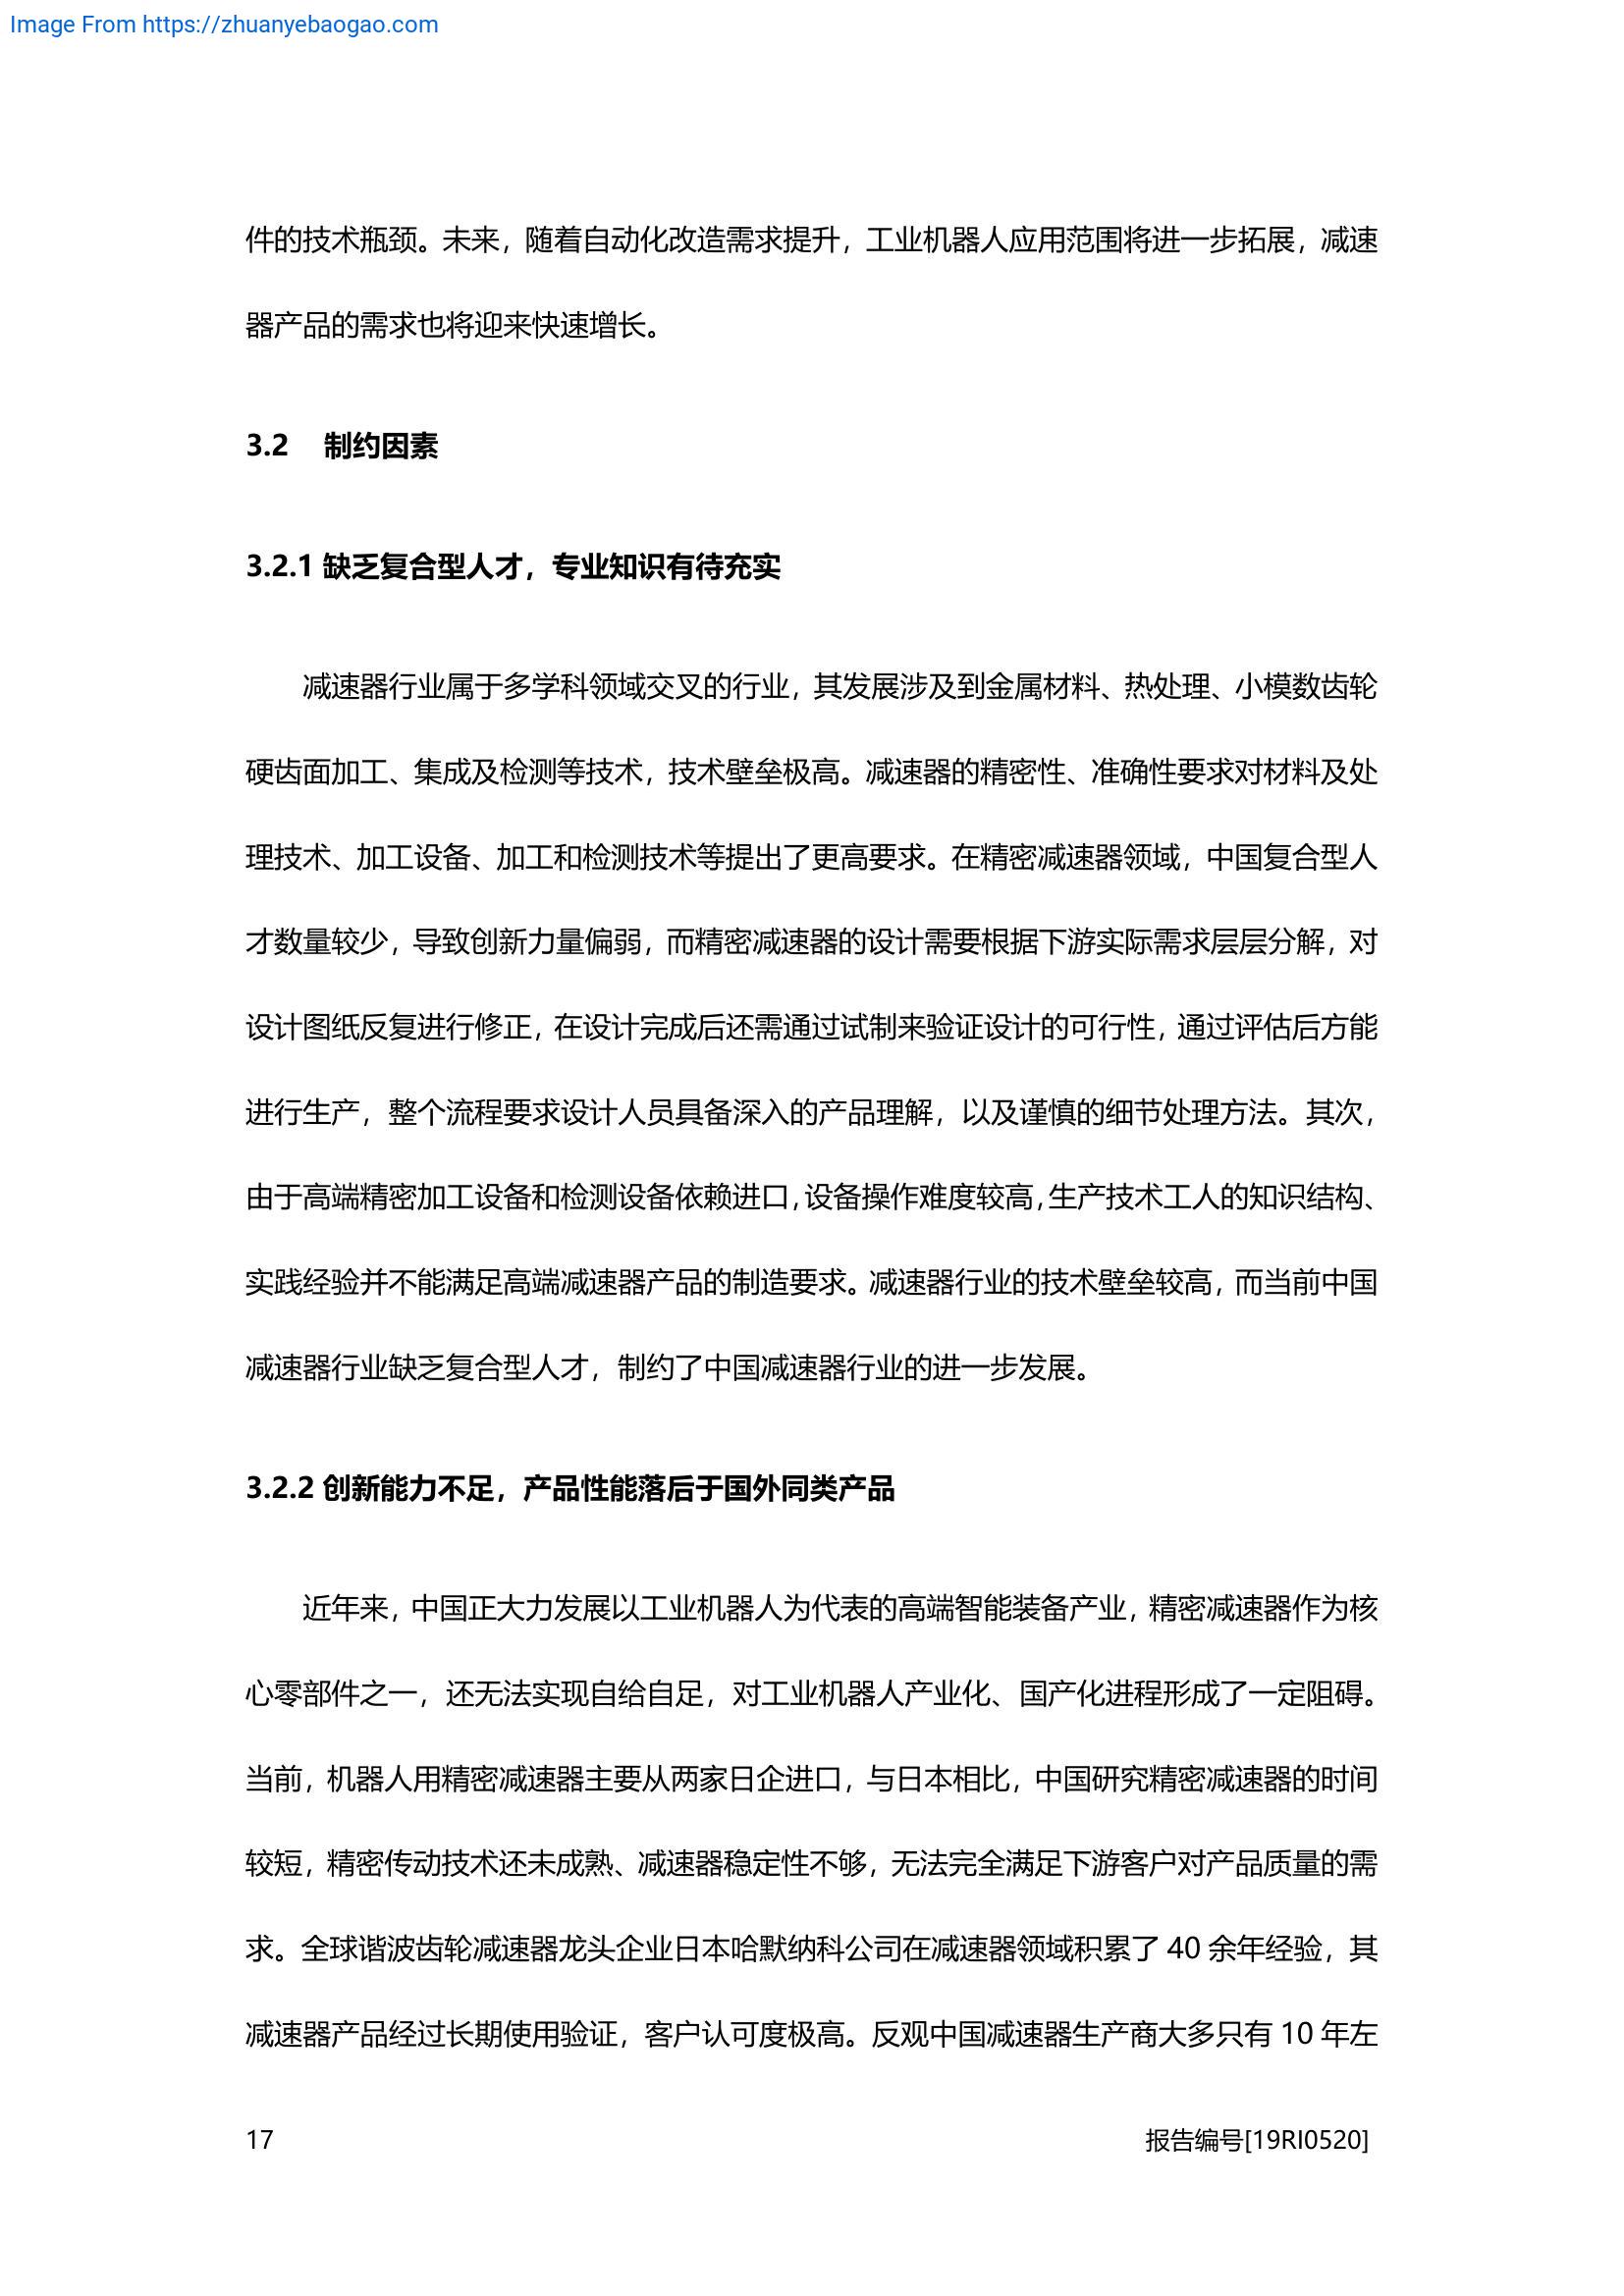 Image From https://zhuanyebaogao.com
件的技术瓶颈。未来，随着自动化改造需求提升，工业机器人应用范围将进一步拓展，减速
器产品的需求也将迎来快速增长。
3.2 制约因素
3.2.1 缺乏复合型人才，专业知识有待充实
减速器行业属于多学科领域交叉的行业，其发展涉及到金属材料、热处理、小模数齿轮
硬齿面加工、集成及检测等技术，技术壁垒极高。减速器的精密性、准确性要求对材料及处
理技术、加工设备、加工和检测技术等提出了更高要求。在精密减速器领域，中国复合型人
才数量较少，导致创新力量偏弱，而精密减速器的设计需要根据下游实际需求层层分解，对
设计图纸反复进行修正，在设计完成后还需通过试制来验证设计的可行性，通过评估后方能
进行生产，整个流程要求设计人员具备深入的产品理解，以及谨慎的细节处理方法。其次，
由于高端精密加工设备和检测设备依赖进口，设备操作难度较高，生产技术工人的知识结构、
实践经验并不能满足高端减速器产品的制造要求。减速器行业的技术壁垒较高，而当前中国
减速器行业缺乏复合型人才，制约了中国减速器行业的进一步发展。
3.2.2 创新能力不足，产品性能落后于国外同类产品
近年来，中国正大力发展以工业机器人为代表的高端智能装备产业，精密减速器作为核
心零部件之一，还无法实现自给自足，对工业机器人产业化、国产化进程形成了一定阻碍。
当前，机器人用精密减速器主要从两家日企进口，与日本相比，中国研究精密减速器的时间
较短，精密传动技术还未成熟、减速器稳定性不够，无法完全满足下游客户对产品质量的需
求。全球谐波齿轮减速器龙头企业日本哈默纳科公司在减速器领域积累了 40 余年经验，其
减速器产品经过长期使用验证，客户认可度极高。反观中国减速器生产商大多只有 10 年左
17 报告编号[19RI0520]